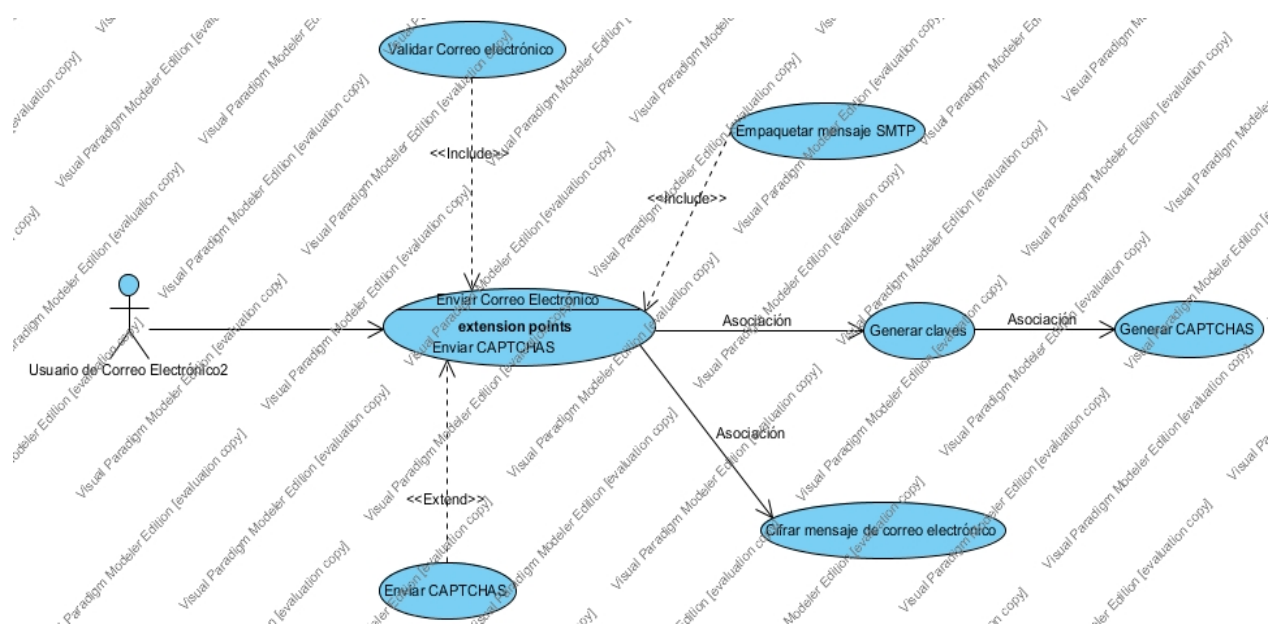 Validar Correo electrónico
Empaquetar mensaje SMTP
<<Include>>
<<Include>>
Enviar Correo Electrónico
extension points
Enviar CAPTCHAS
Asociación
Generar claves
Asociación
Generar CAPTCHAS
Usuario de Correo Electrónico2
Asociación
<<Extend>>
Cifrar mensaje de correo electrónico
Enviar CAPTCHAS
Visual Paradigm Modeler Edition [evaluation copy]